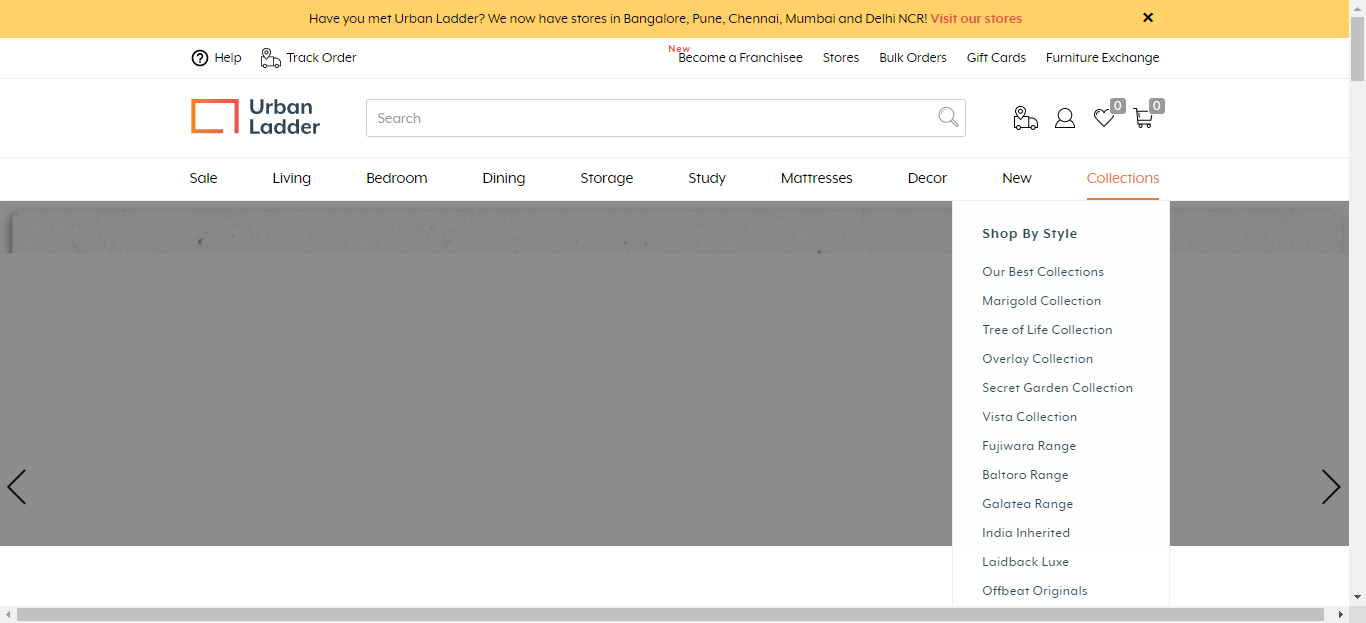 Have you met Urban Ladder? We now have stores in Bangalore, Pune, Chennai, Mumbai and Delhi NCR! Visit our stores
Help
Track Order
New
Become a Franchisee
Stores
Bulk Orders
Gift Cards
Furniture Exchange
Urban
Ladder
Search
0
0
Sale
Living
Bedroom
Dining
Storage
Study
Mattresses
Decor
New
Collections
Shop By Style
Our Best Collections
Marigold Collection
Tree of Life Collection
Overlay Collection
Secret Garden Collection
Vista Collection
Fujiwara Range
Baltoro Range
Galatea Range
India Inherited
Laidback Luxe
Offbeat Originals